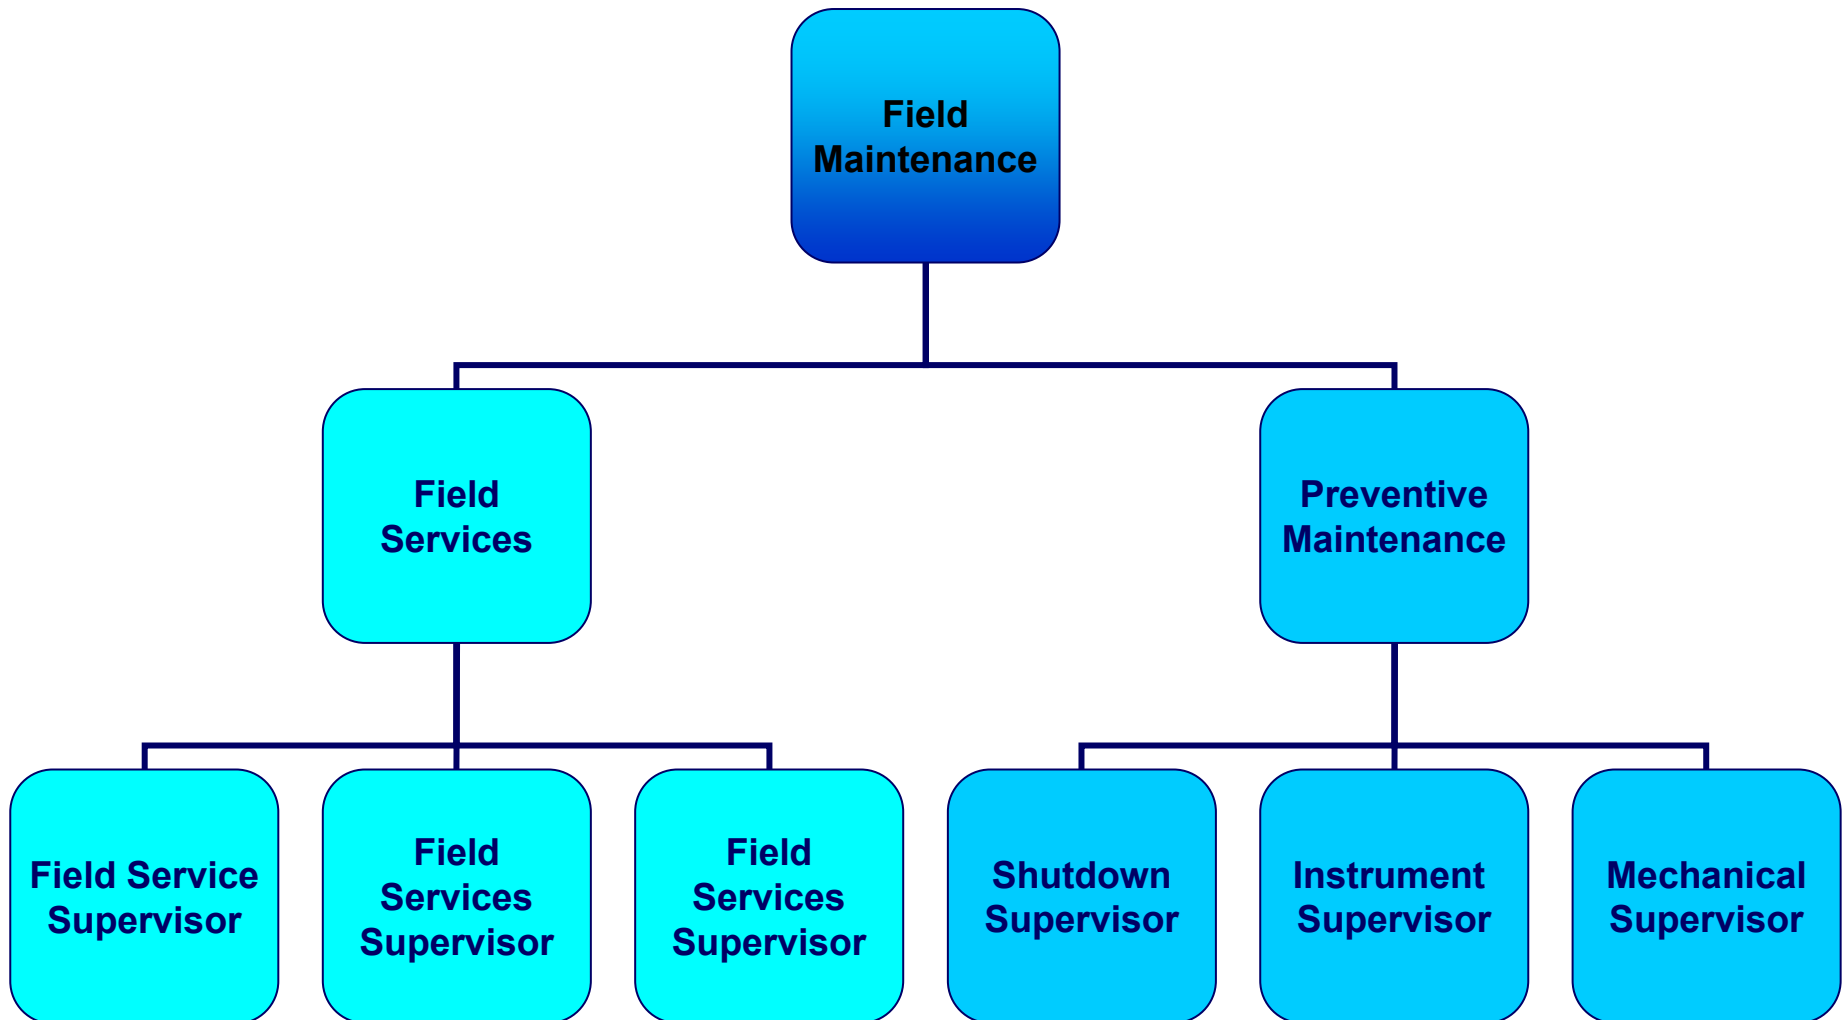 Field
Maintenance
Field
Services
Preventive
Maintenance
Field Service
Supervisor
Field
Services
Supervisor
Field
Services
Supervisor
Shutdown
Supervisor
Instrument
Supervisor
Mechanical
Supervisor